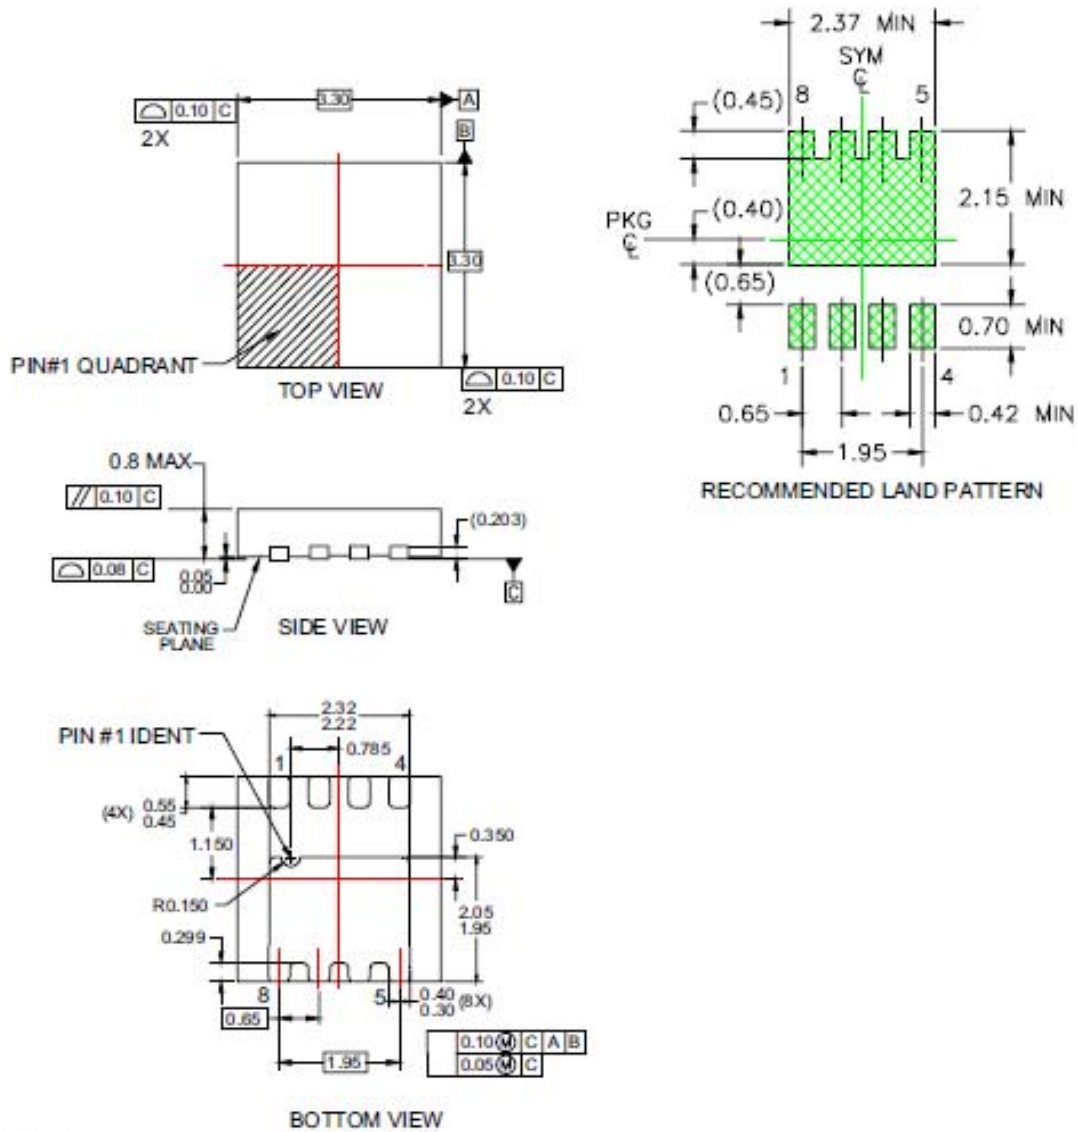 2.37 MIN
SYM
℄
8 5
(0.45)
2.15 MIN
(0.40)
PKG
℄
(0.65)
0.70 MIN
1 4
0.65
0.42 MIN
1.95
RECOMMENDED LAND PATTERN
0.10 C
2X
3.30
A
B
3.30
PIN#1 QUADRANT
TOP VIEW
0.10 C
2X
0.8 MAX
// 0.10 C
(0.203)
0.08 C
0.05
0.00
C
SEATING
PLANE
SIDE VIEW
2.32
2.22
PIN #1 IDENT
0.785
1 4
(4X) 0.55
0.45
0.350
1.150
R0.150
2.05
1.95
0.299
8 5
0.40
0.30 (8X)
0.65
0.10 Ⓜ C A B
0.05 Ⓜ C
1.95
BOTTOM VIEW